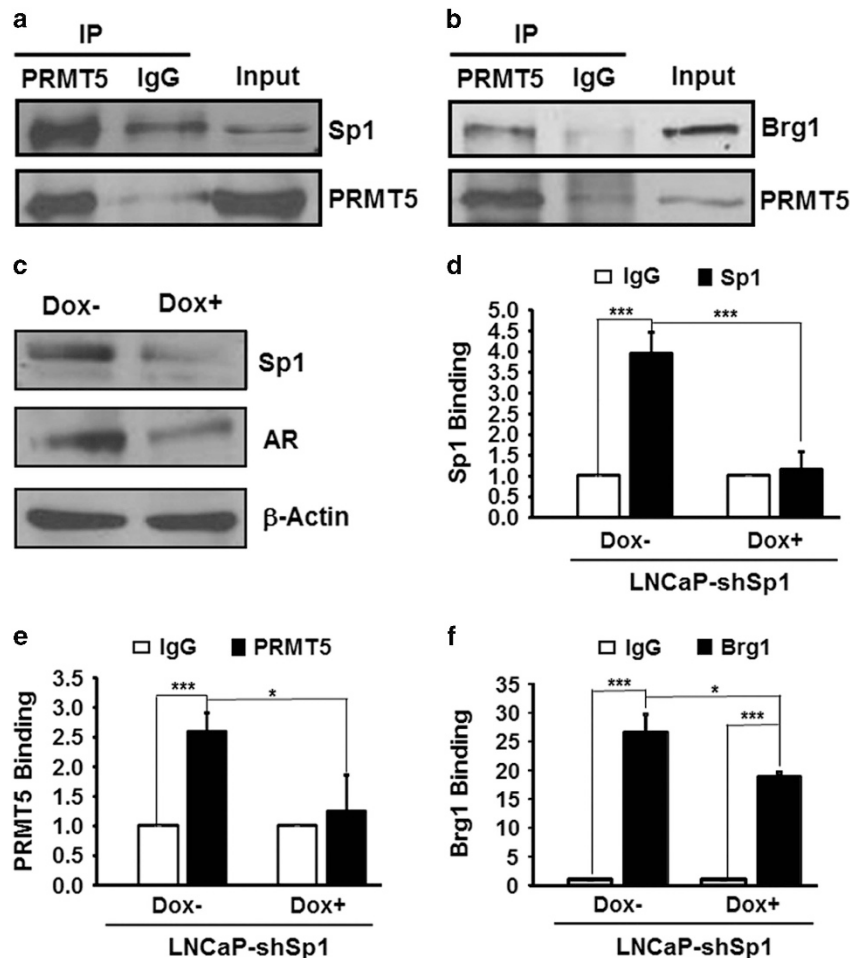 a
IP
PRMT5 IgG Input
Sp1
PRMT5
b
IP
PRMT5 IgG Input
Brg1
PRMT5
c
Dox- Dox+
Sp1
AR
β-Actin
d
IgG Sp1
Sp1 Binding
5.0
4.5
4.0
3.5
3.0
2.5
2.0
1.5
1.0
0.5
0.0
*** ***
Dox- Dox+
LNCaP-shSp1
e
IgG PRMT5
PRMT5 Binding
3.5
3.0
2.5
2.0
1.5
1.0
0.5
0.0
*** *
Dox- Dox+
LNCaP-shSp1
f
IgG Brg1
Brg1 Binding
35
30
25
20
15
10
5
0
*** *
***
Dox- Dox+
LNCaP-shSp1